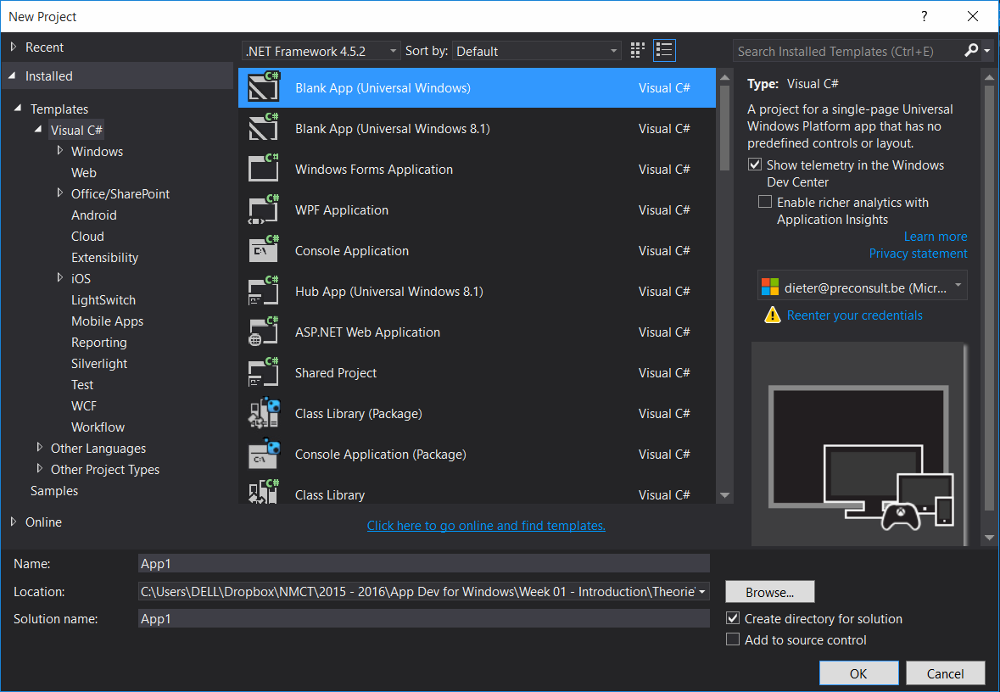 New Project
?
Recent
Installed
Templates
Visual C#
Windows
Web
Office/SharePoint
Android
Cloud
Extensibility
iOS
LightSwitch
Mobile Apps
Reporting
Silverlight
Test
WCF
Workflow
Other Languages
Other Project Types
Samples
Online
.NET Framework 4.5.2 Sort by: Default
Blank App (Universal Windows) Visual C#
Blank App (Universal Windows 8.1) Visual C#
Windows Forms Application Visual C#
WPF Application Visual C#
Console Application Visual C#
Hub App (Universal Windows 8.1) Visual C#
ASP.NET Web Application Visual C#
Shared Project Visual C#
Class Library (Package) Visual C#
Console Application (Package) Visual C#
Class Library Visual C#
Click here to go online and find templates.
Search Installed Templates (Ctrl+E)
Type: Visual C#
A project for a single-page Universal
Windows Platform app that has no
predefined controls or layout.
Show telemetry in the Windows
Dev Center
Enable richer analytics with
Application Insights
Learn more
Privacy statement
dieter@preconsult.be (Micr...
Reenter your credentials
Name: App1
Location: C:\Users\DELL\Dropbox\NMCT\2015 - 2016\App Dev for Windows\Week 01 - Introduction\Theorie
Browse...
Solution name: App1
Create directory for solution
Add to source control
OK
Cancel